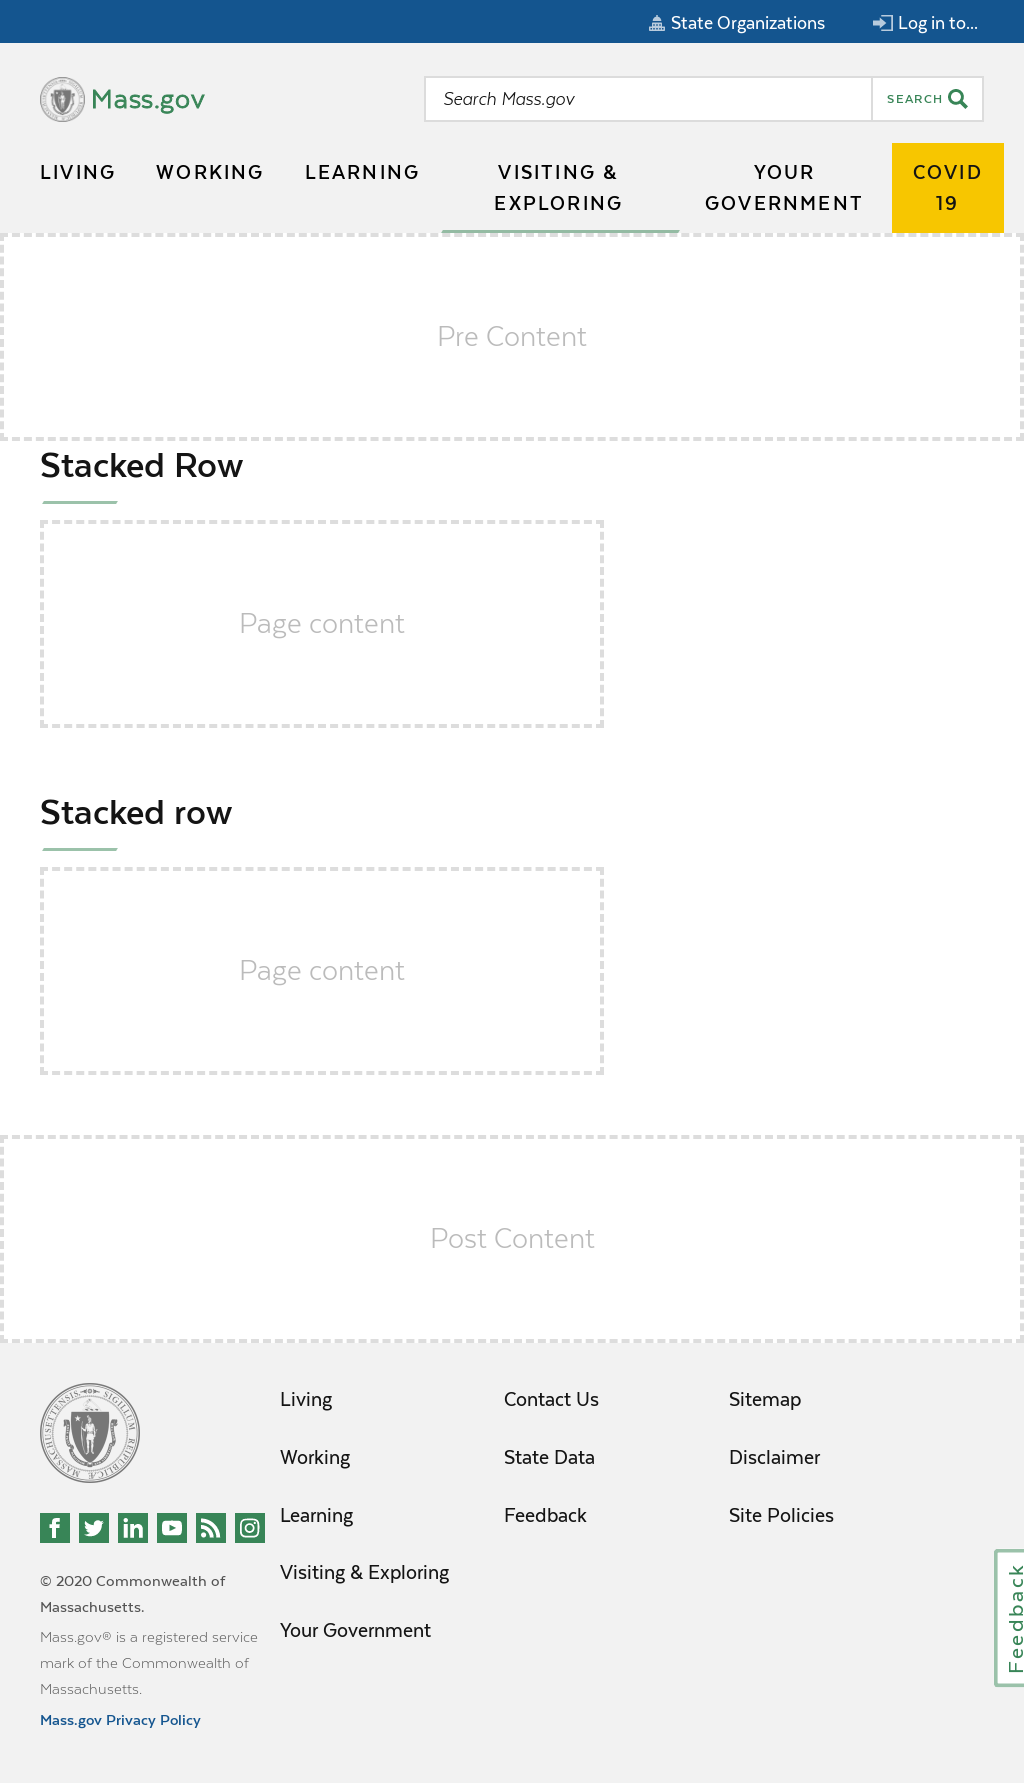 State Organizations
Log in to...
Mass.gov
Search Mass.gov
SEARCH
LIVING
WORKING
LEARNING
VISITING &
EXPLORING
YOUR
GOVERNMENT
COVID
19
Pre Content
Stacked Row
Page content
Stacked row
Page content
Post Content
Living
Working
Learning
Visiting & Exploring
Your Government
Contact Us
State Data
Feedback
Sitemap
Disclaimer
Site Policies
© 2020 Commonwealth of
Massachusetts.
Mass.gov® is a registered service
mark of the Commonwealth of
Massachusetts.
Mass.gov Privacy Policy
Feedback